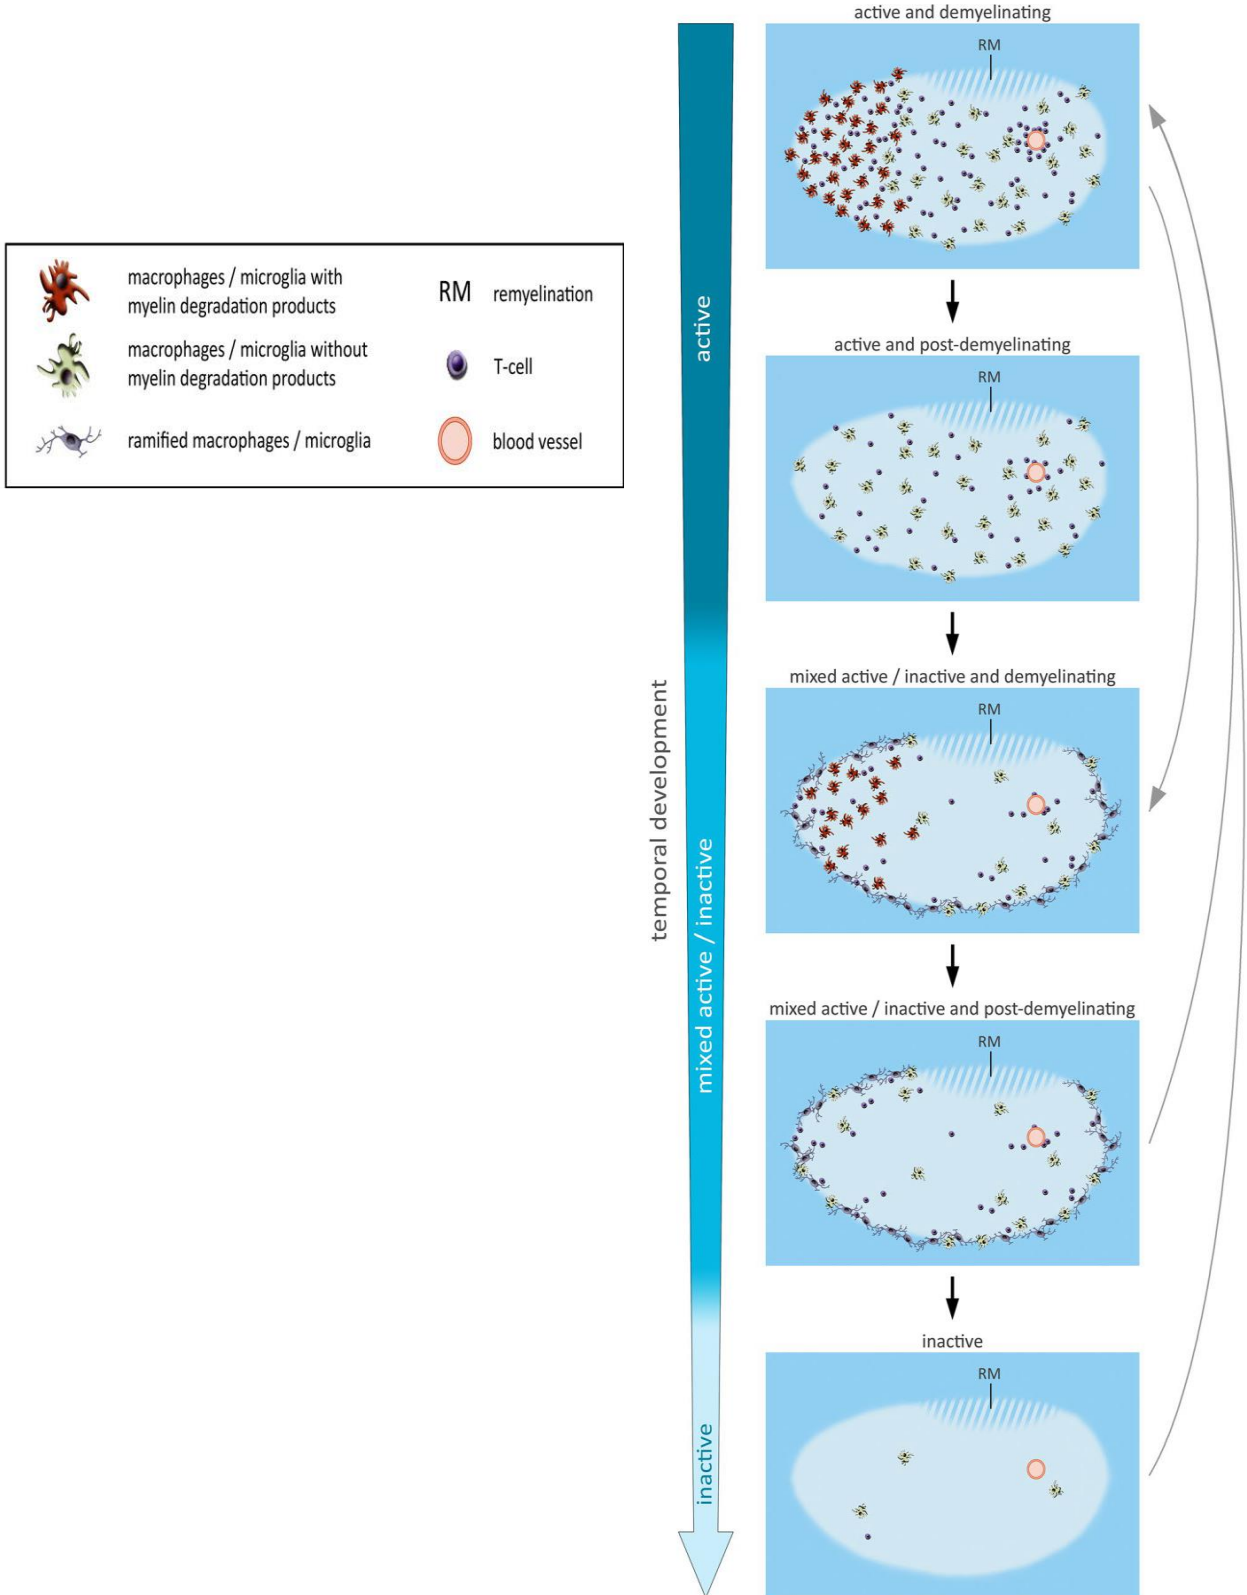 active and demyelinating
RM
macrophages / microglia with
myelin degradation products
RM remyelination
macrophages / microglia without
myelin degradation products
T-cell
ramified macrophages / microglia
blood vessel
active
active and post-demyelinating
RM
mixed active / inactive and demyelinating
RM
temporal development
mixed active / inactive
mixed active / inactive and post-demyelinating
RM
inactive
RM
inactive